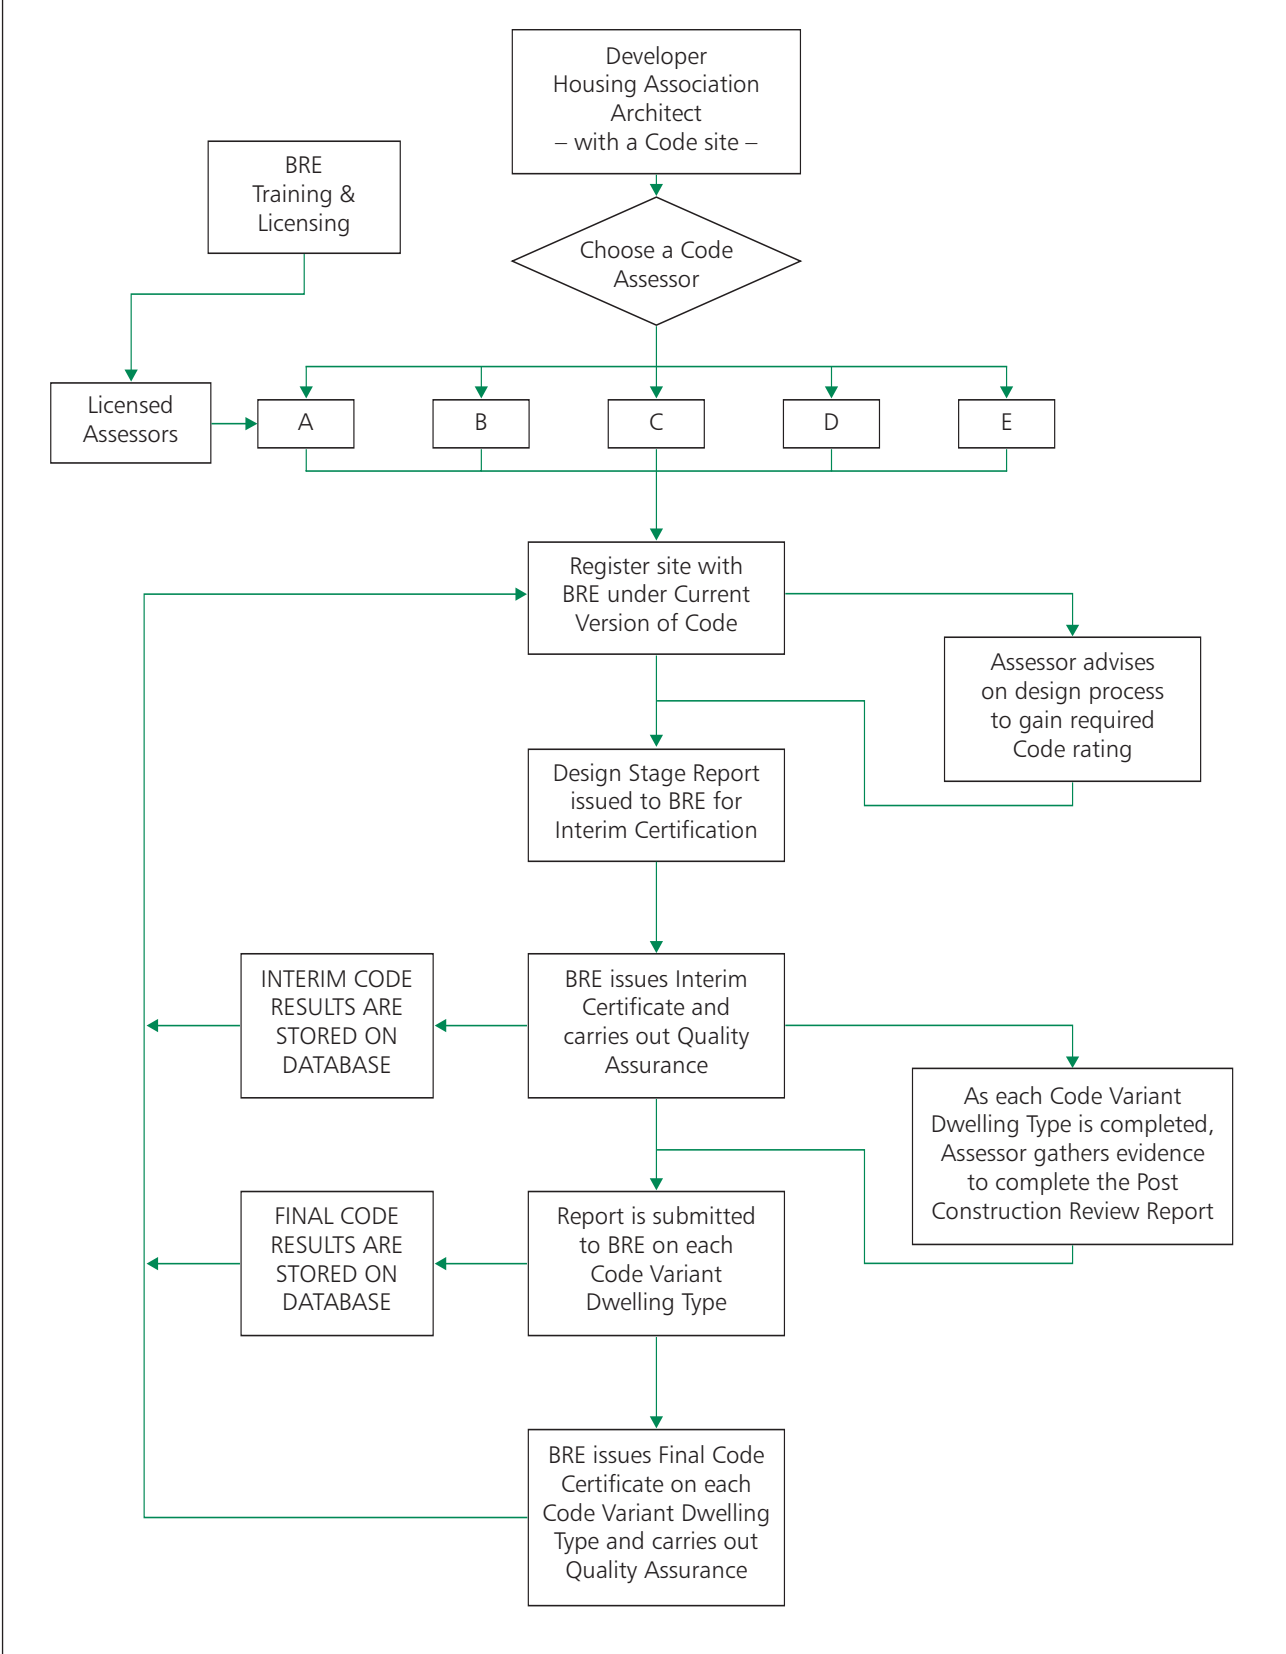 Developer
Housing Association
Architect
– with a Code site –
BRE
Training &
Licensing
Choose a Code
Assessor
Licensed
Assessors
A
B
C
D
E
Register site with
BRE under Current
Version of Code
Assessor advises
on design process
to gain required
Code rating
Design Stage Report
issued to BRE for
Interim Certification
INTERIM CODE
RESULTS ARE
STORED ON
DATABASE
BRE issues Interim
Certificate and
carries out Quality
Assurance
As each Code Variant
Dwelling Type is completed,
Assessor gathers evidence
to complete the Post
Construction Review Report
FINAL CODE
RESULTS ARE
STORED ON
DATABASE
Report is submitted
to BRE on each
Code Variant
Dwelling Type
BRE issues Final Code
Certificate on each
Code Variant Dwelling
Type and carries out
Quality Assurance